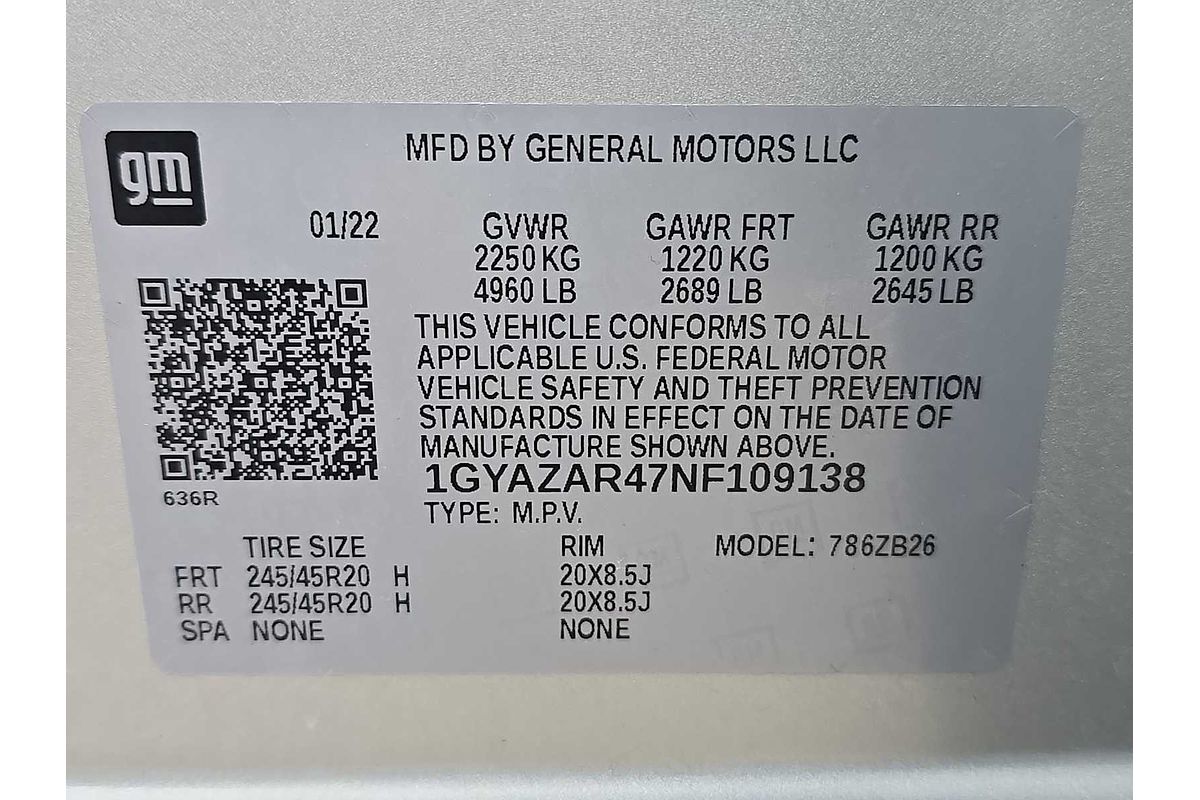 gm
MFD BY GENERAL MOTORS LLC
01/22 GVWR GAWR FRT GAWR RR
2250 KG 1220 KG 1200 KG
4960 LB 2689 LB 2645 LB
THIS VEHICLE CONFORMS TO ALL
APPLICABLE U.S. FEDERAL MOTOR
VEHICLE SAFETY AND THEFT PREVENTION
STANDARDS IN EFFECT ON THE DATE OF
MANUFACTURE SHOWN ABOVE.
1GYAZAR47NF109138
636R
TYPE: M.P.V.
TIRE SIZE RIM MODEL: 786ZB26
FRT 245/45R20 H 20X8.5J
RR 245/45R20 H 20X8.5J
SPA NONE NONE